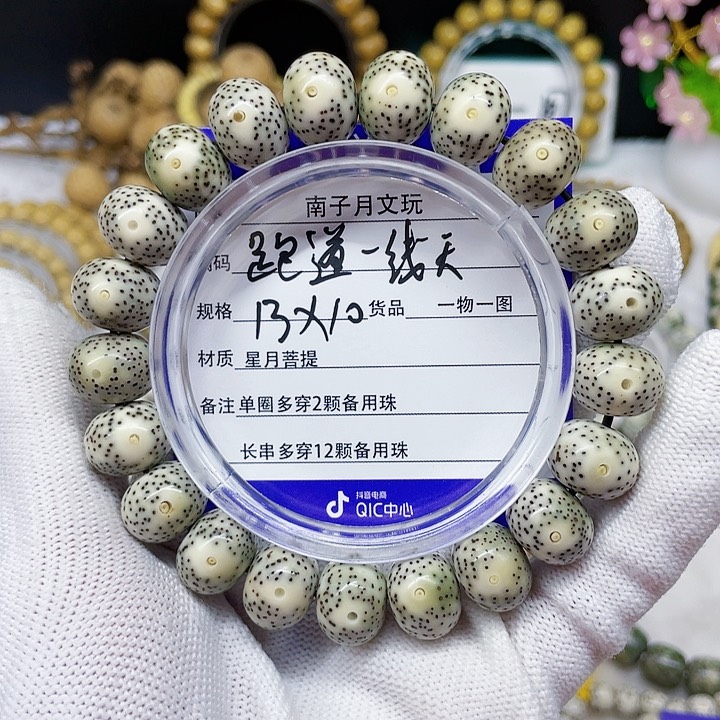 南子月文玩
码 跑道一线天
规格 13X10 货品 一物一图
材质 星月菩提
备注 单圈多穿2颗备用珠
长串多穿12颗备用珠
抖音电商
QIC中心